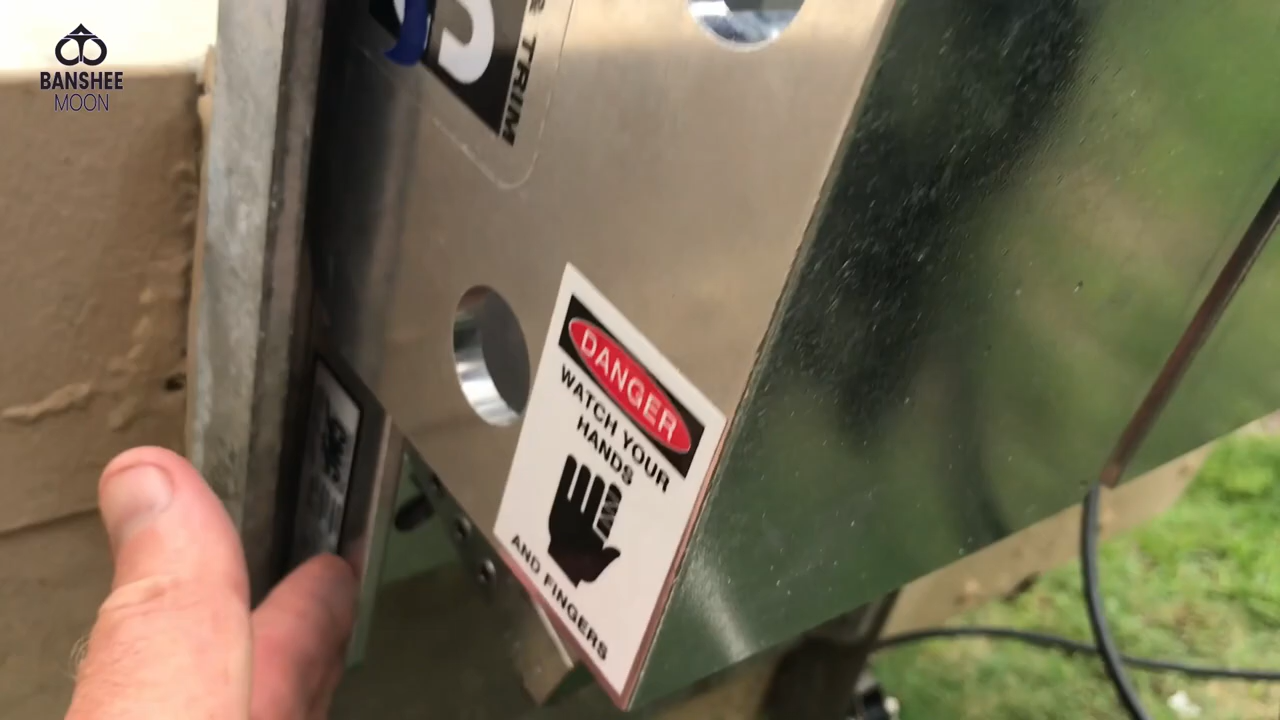 BANSHEE
MOON
TRIM
DANGER
WATCH YOUR
HANDS
AND FINGERS